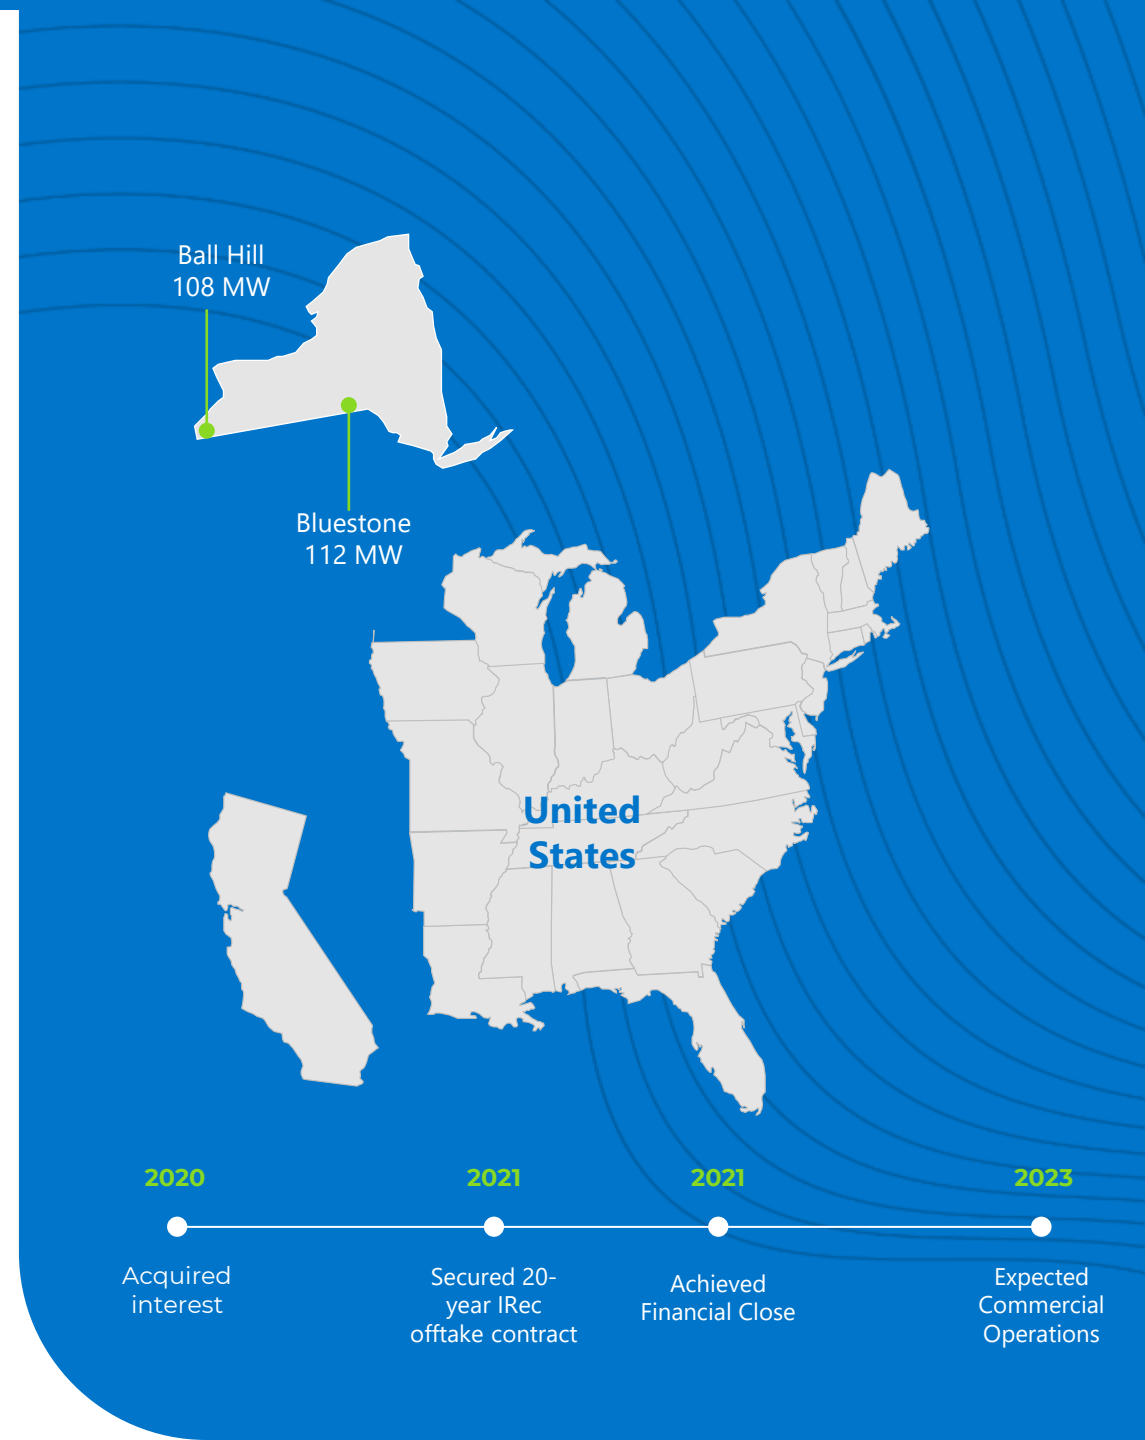 Ball Hill
108 MW
Bluestone
112 MW
United
States
2020
Acquired
interest
2021
Secured 20-
year IRec
offtake contract
2021
Achieved
Financial Close
2023
Expected
Commercial
Operations